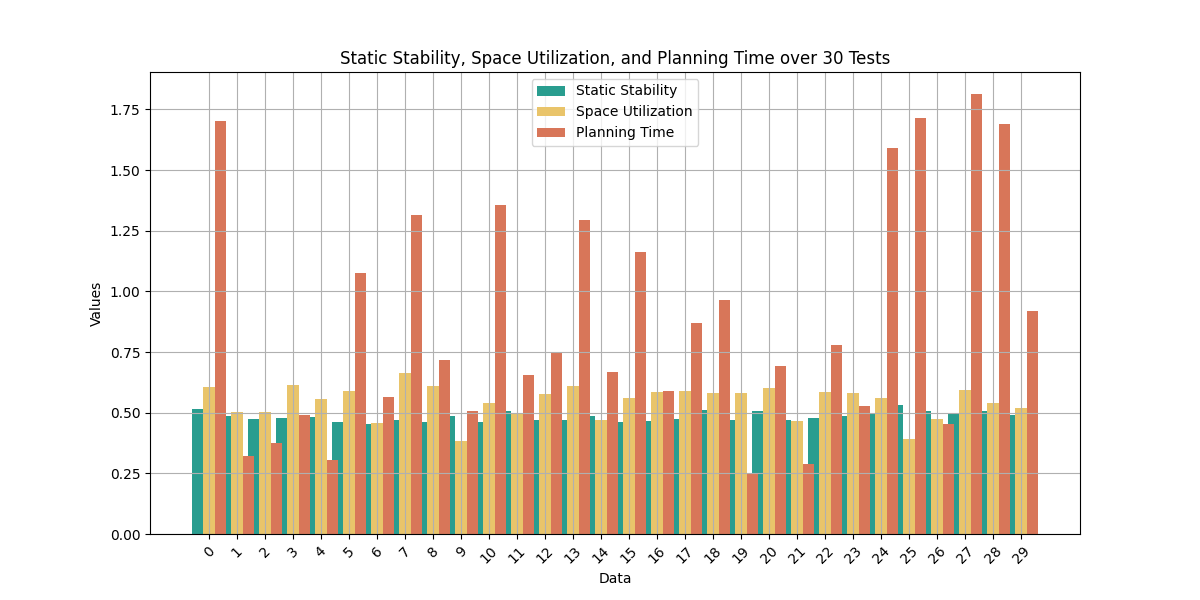 Static Stability, Space Utilization, and Planning Time over 30 Tests
Static Stability
Space Utilization
Planning Time
Values
1.75
1.50
1.25
1.00
0.75
0.50
0.25
0.00
0 1 2 3 4 5 6 7 8 9 10 11 12 13 14 15 16 17 18 19 20 21 22 23 24 25 26 27 28 29
Data